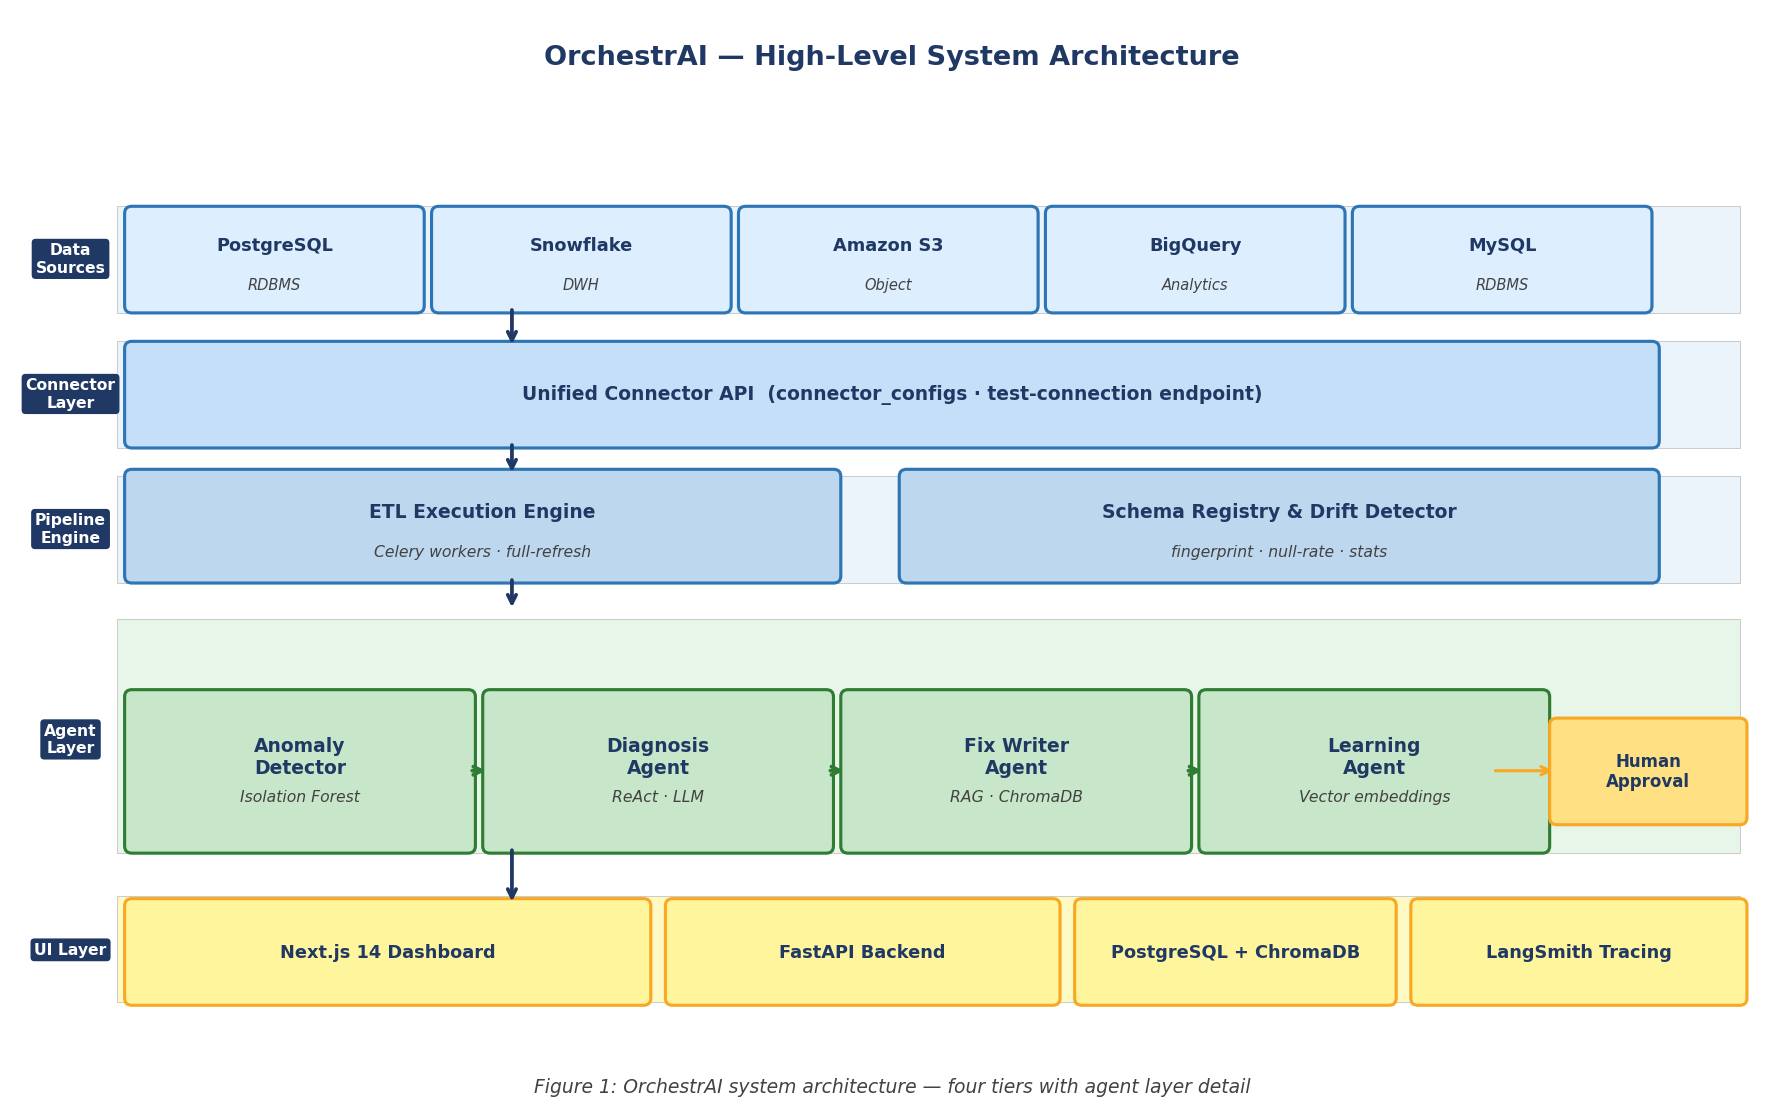 OrchestrAI — High-Level System Architecture
Data
Sources
PostgreSQL
RDBMS
Snowflake
DWH
Amazon S3
Object
BigQuery
Analytics
MySQL
RDBMS
Connector
Layer
Unified Connector API  (connector_configs · test-connection endpoint)
Pipeline
Engine
ETL Execution Engine
Celery workers · full-refresh
Schema Registry & Drift Detector
fingerprint · null-rate · stats
Agent
Layer
Anomaly
Detector
Isolation Forest
Diagnosis
Agent
ReAct · LLM
Fix Writer
Agent
RAG · ChromaDB
Learning
Agent
Vector embeddings
Human
Approval
UI Layer
Next.js 14 Dashboard
FastAPI Backend
PostgreSQL + ChromaDB
LangSmith Tracing
Figure 1: OrchestrAI system architecture — four tiers with agent layer detail